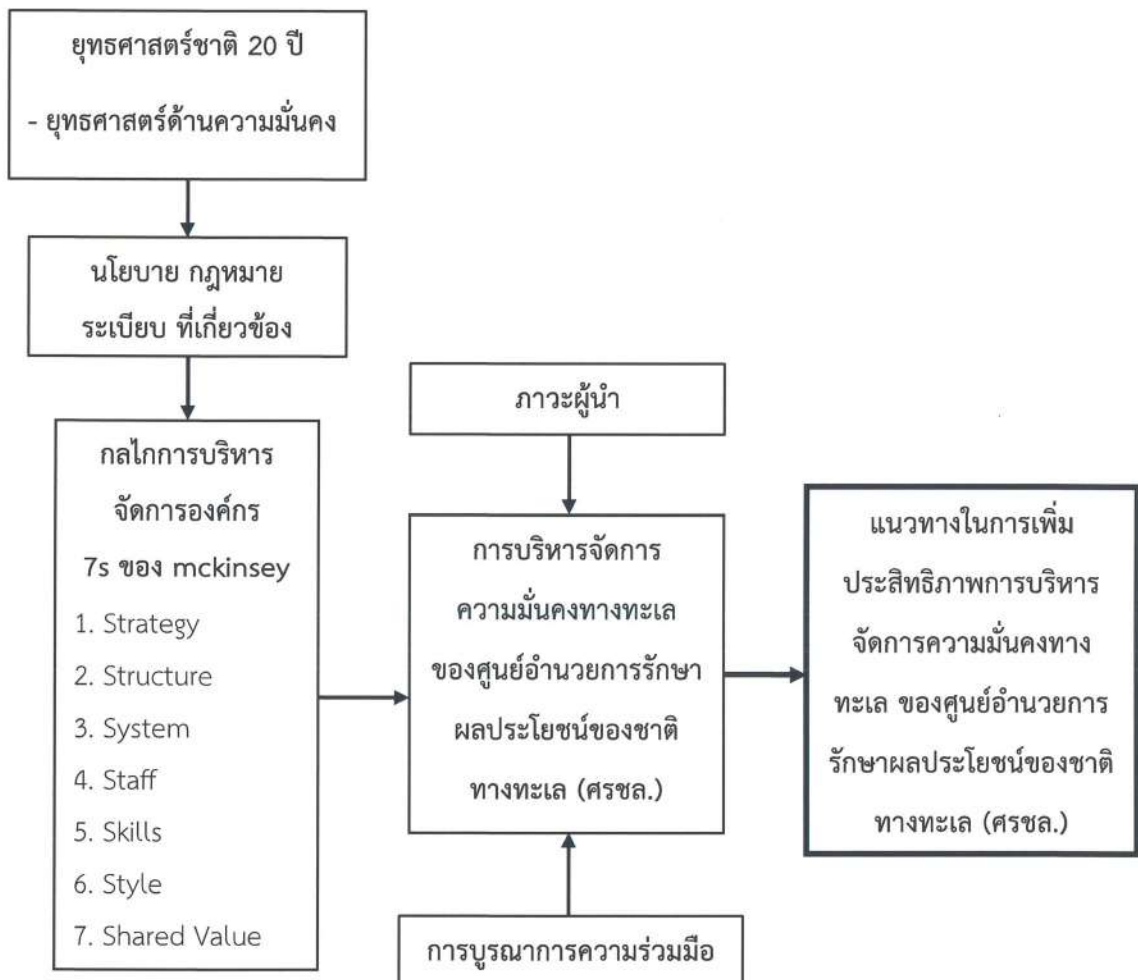 ยุทธศาสตร์ชาติ 20 ปี
- ยุทธศาสตร์ด้านความมั่นคง
นโยบาย กฎหมาย
ระเบียบ ที่เกี่ยวข้อง
กลไกการบริหาร
จัดการองค์กร
7s ของ mckinsey
1. Strategy
2. Structure
3. System
4. Staff
5. Skills
6. Style
7. Shared Value
ภาวะผู้นำ
การบริหารจัดการ
ความมั่นคงทางทะเล
ของศูนย์อำนวยการรักษา
ผลประโยชน์ของชาติ
ทางทะเล (ศรชล.)
การบูรณาการความร่วมมือ
แนวทางในการเพิ่ม
ประสิทธิภาพการบริหาร
จัดการความมั่นคงทาง
ทะเล ของศูนย์อำนวยการ
รักษาผลประโยชน์ของชาติ
ทางทะเล (ศรชล.)